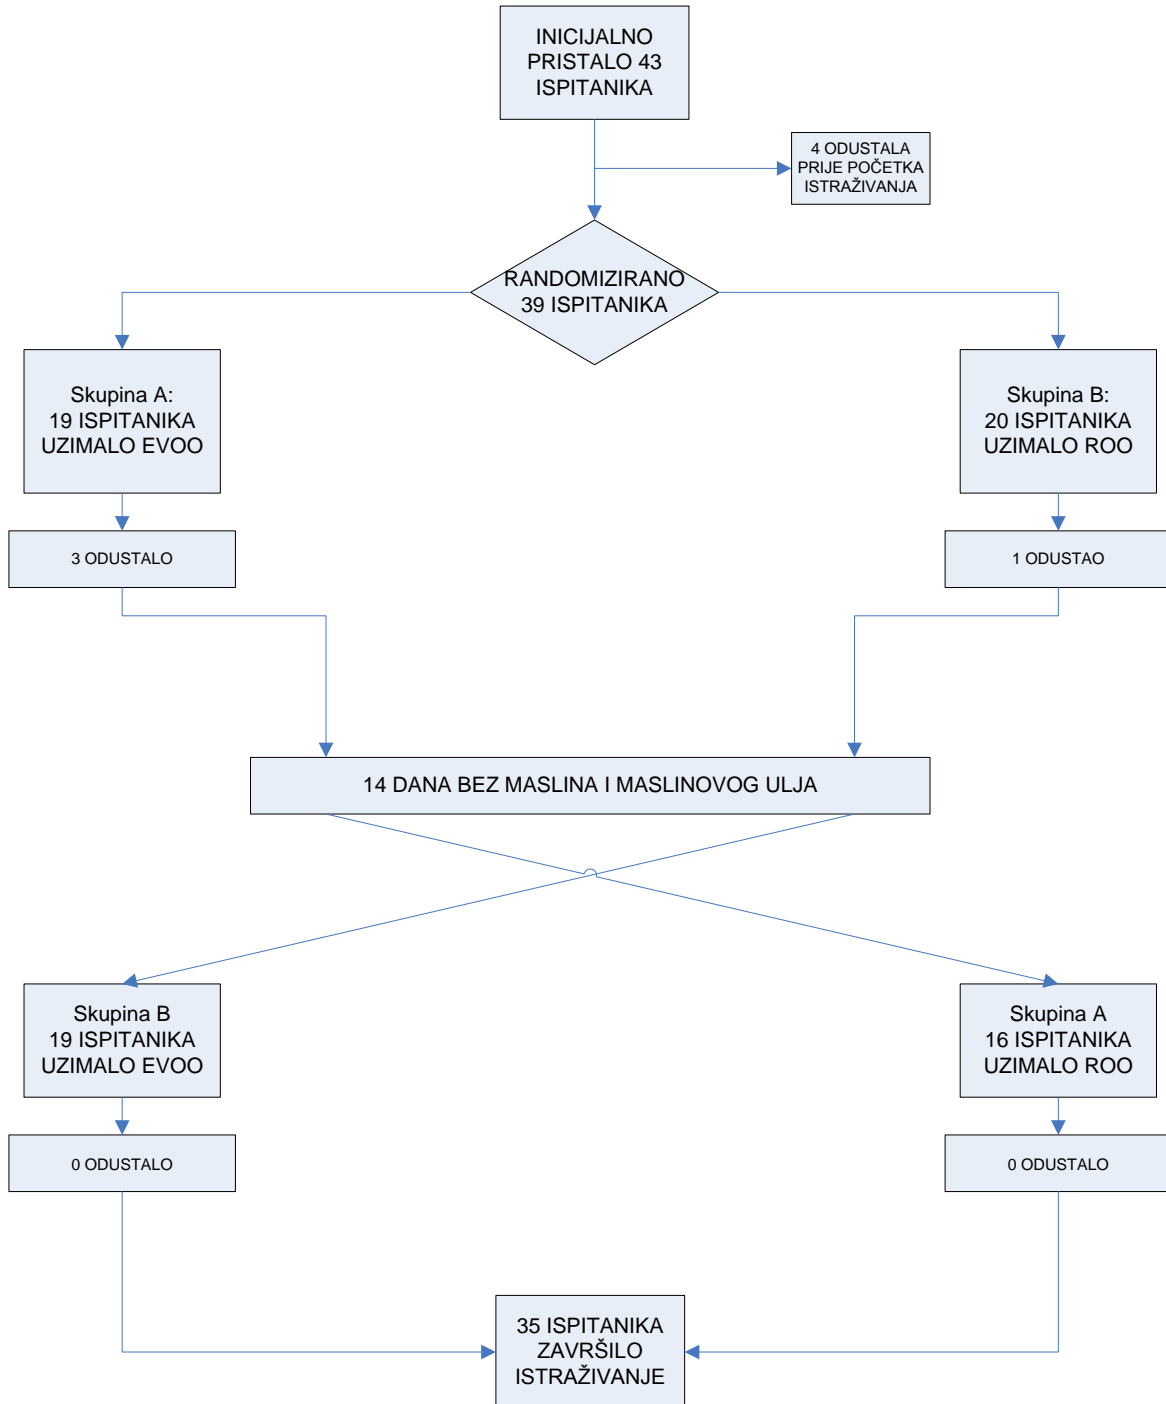 INICIJALNO
PRISTALO 43
ISPITANIKA
4 ODUSTALA
PRIJE POČETKA
ISTRAŽIVANJA
RANDOMIZIRANO
39 ISPITANIKA
Skupina A:
19 ISPITANIKA
UZIMALO EVOO
Skupina B:
20 ISPITANIKA
UZIMALO ROO
3 ODUSTALO
1 ODUSTAO
14 DANA BEZ MASLINA I MASLINOVOG ULJA
Skupina B
19 ISPITANIKA
UZIMALO EVOO
Skupina A
16 ISPITANIKA
UZIMALO ROO
0 ODUSTALO
0 ODUSTALO
35 ISPITANIKA
ZAVRŠILO
ISTRAŽIVANJE